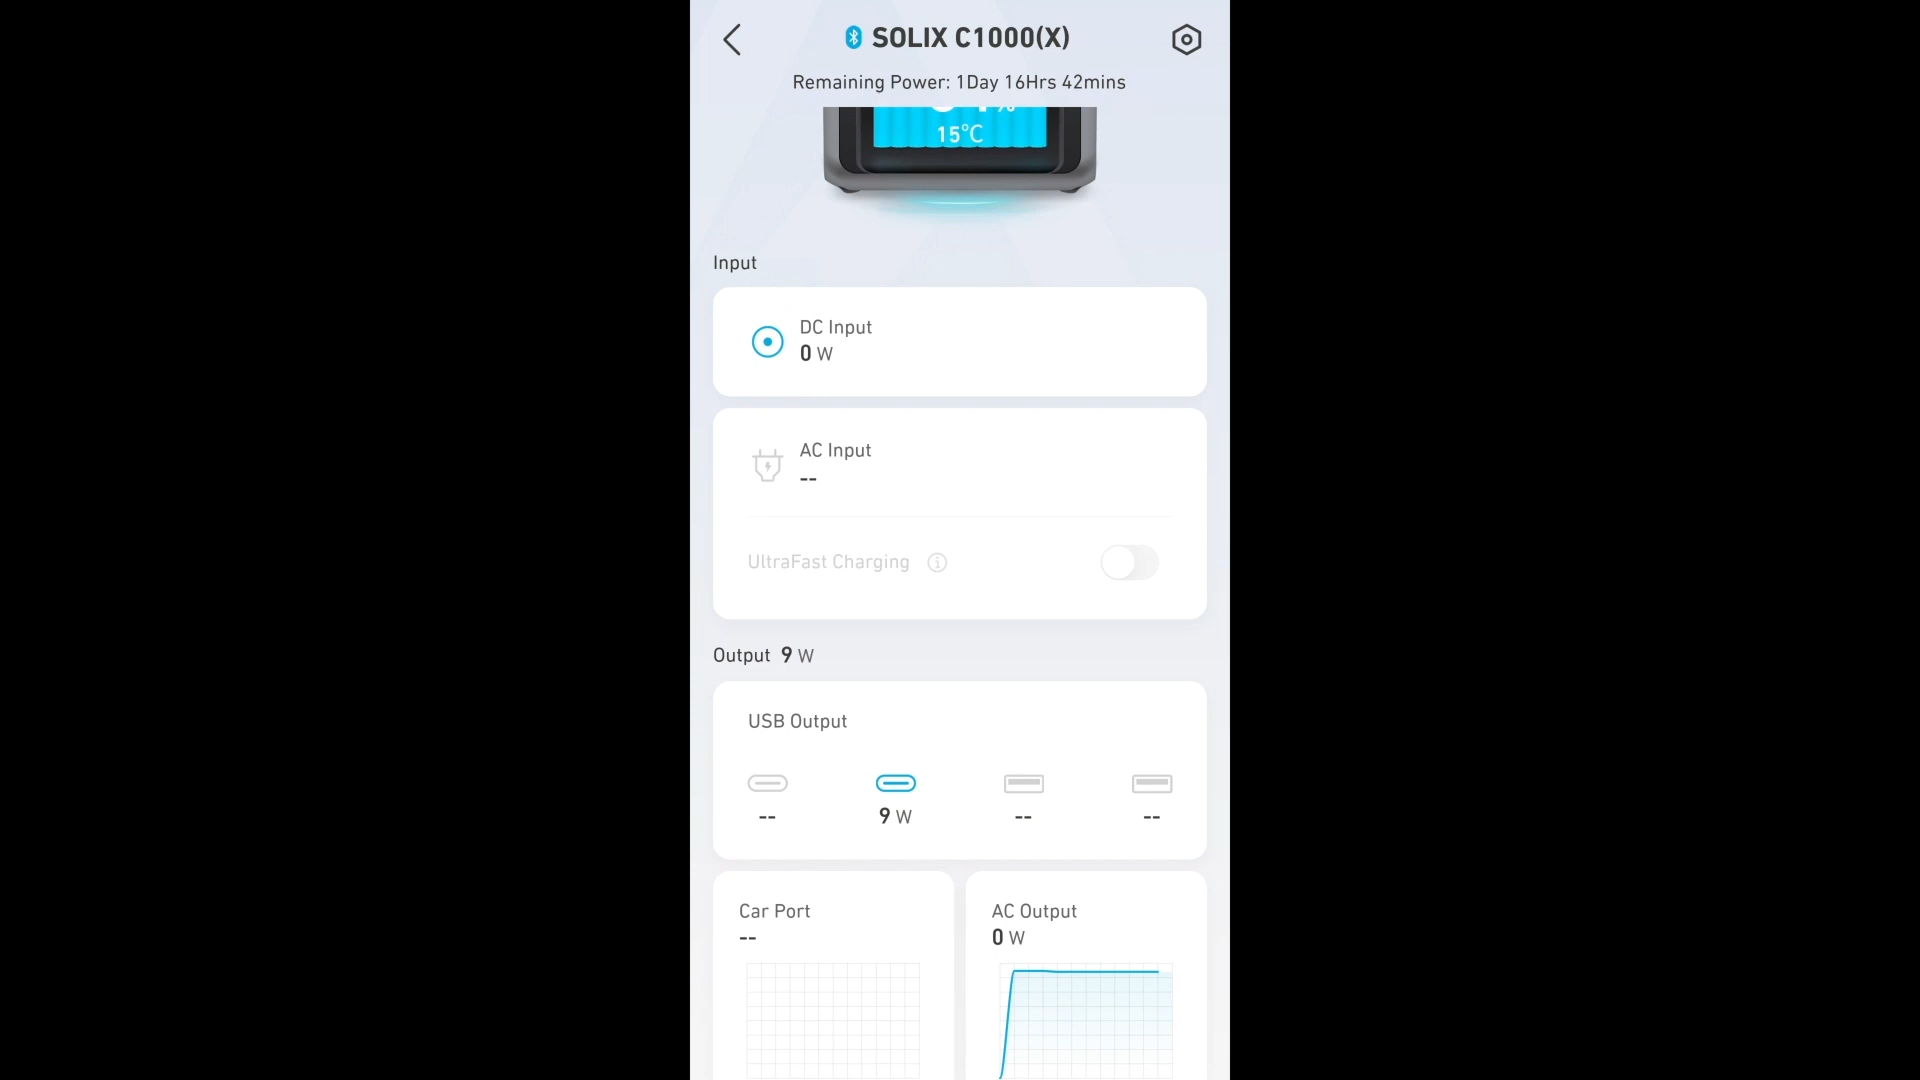 SOLIX C1000(X)
Remaining Power: 1Day 16Hrs 42mins
15°C
Input
DC Input
0 W
AC Input
--
UltraFast Charging
Output 9 W
USB Output
-- 9 W -- --
Car Port
--
AC Output
0 W